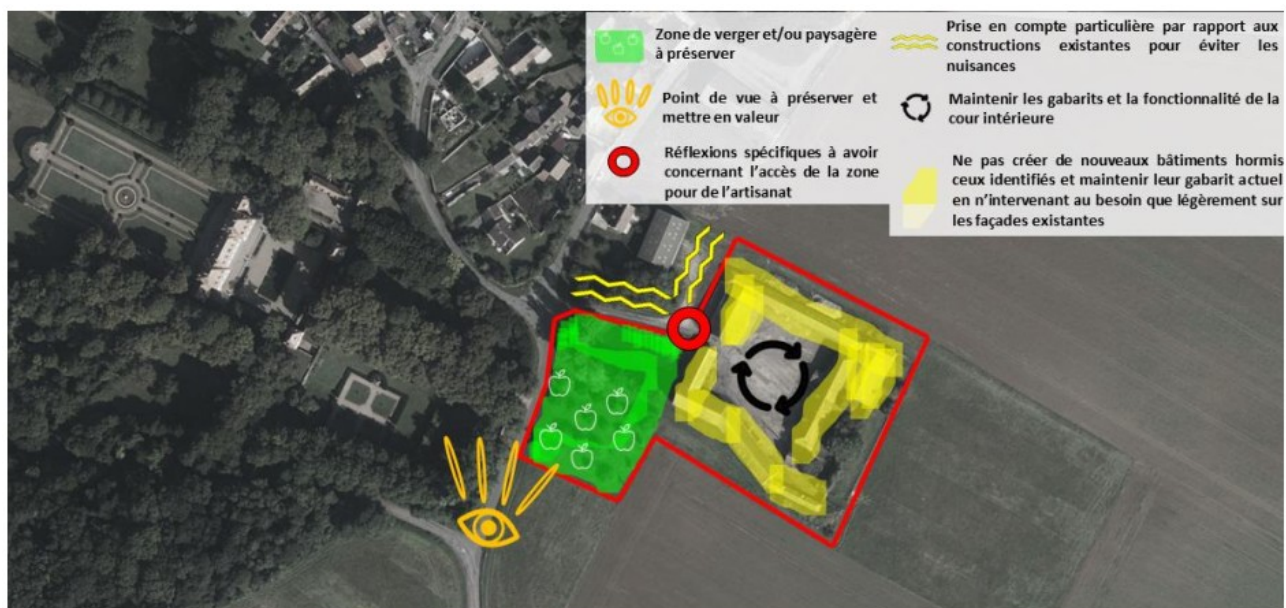 Zone de verger et/ou paysagère
à préserver
Point de vue à préserver et
mettre en valeur
Réflexions spécifiques à avoir
concernant l'accès de la zone
pour de l'artisanat
Prise en compte particulière par rapport aux
constructions existantes pour éviter les
nuisances
Maintenir les gabarits et la fonctionnalité de la
cour intérieure
Ne pas créer de nouveaux bâtiments hormis
ceux identifiés et maintenir leur gabarit actuel
en n'intervenant au besoin que légèrement sur
les façades existantes